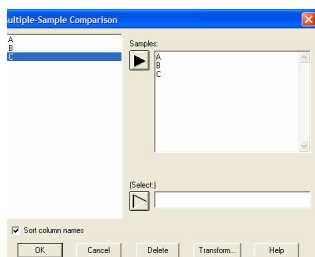 ultiple-Sample Comparison
A
B
C
Samples:
A
B
C
(Select:)
Sort column names
OK Cancel Delete Transform... Help